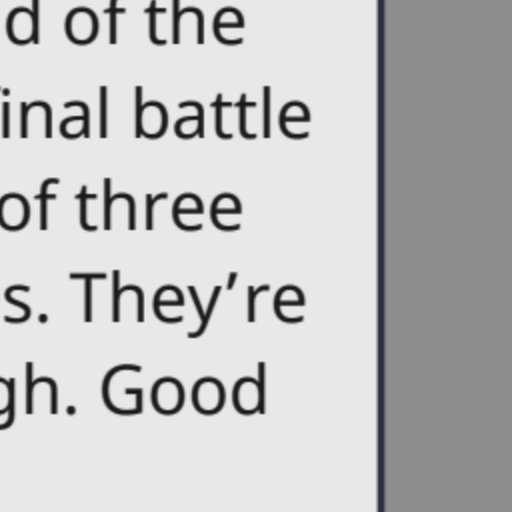 d of the
inal battle
of three
s. They’re
gh. Good